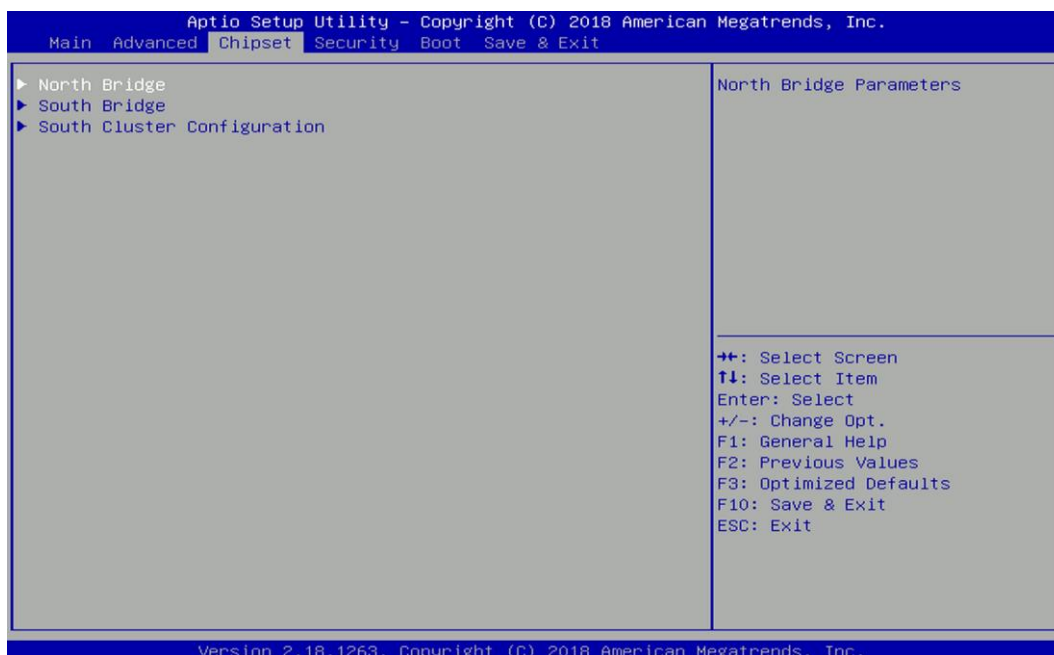 Aptio Setup Utility – Copyright (C) 2018 American Megatrends, Inc.
Main Advanced Chipset Security Boot Save & Exit
▶ North Bridge
▶ South Bridge
▶ South Cluster Configuration
North Bridge Parameters
→←: Select Screen
↑↓: Select Item
Enter: Select
+/-: Change Opt.
F1: General Help
F2: Previous Values
F3: Optimized Defaults
F10: Save & Exit
ESC: Exit
Version 2.18.1263. Copyright (C) 2018 American Megatrends, Inc.